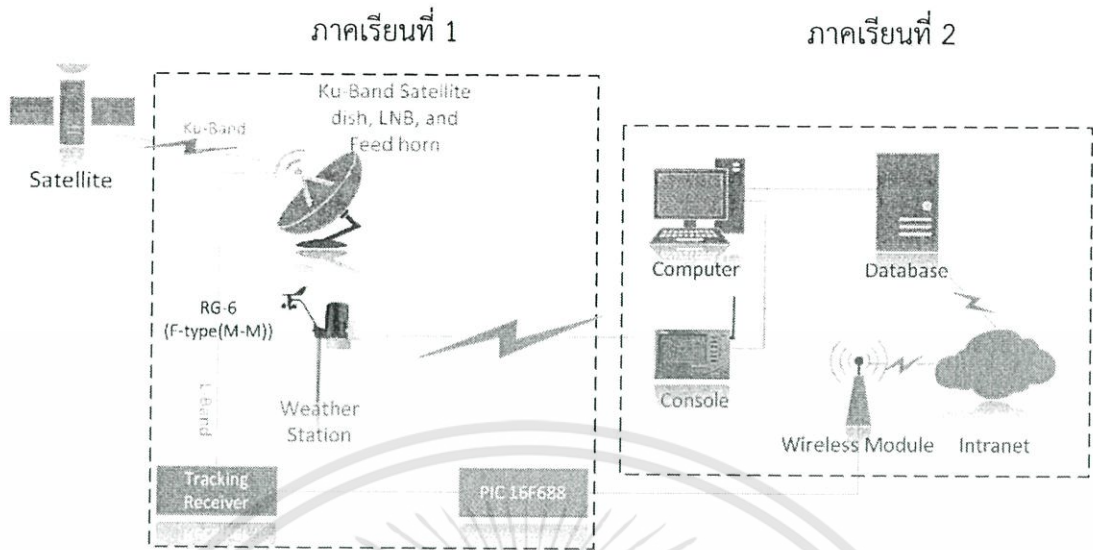 ภาคเรียนที่ 1
ภาคเรียนที่ 2
Ku-Band Satellite
dish, LNB, and
Feed horn
Ku-Band
Satellite
Computer
Database
RG-6
(F-type(M-M))
L-Band
Weather
Station
Console
Wireless Module
Intranet
Tracking
Receiver
PIC 16F688